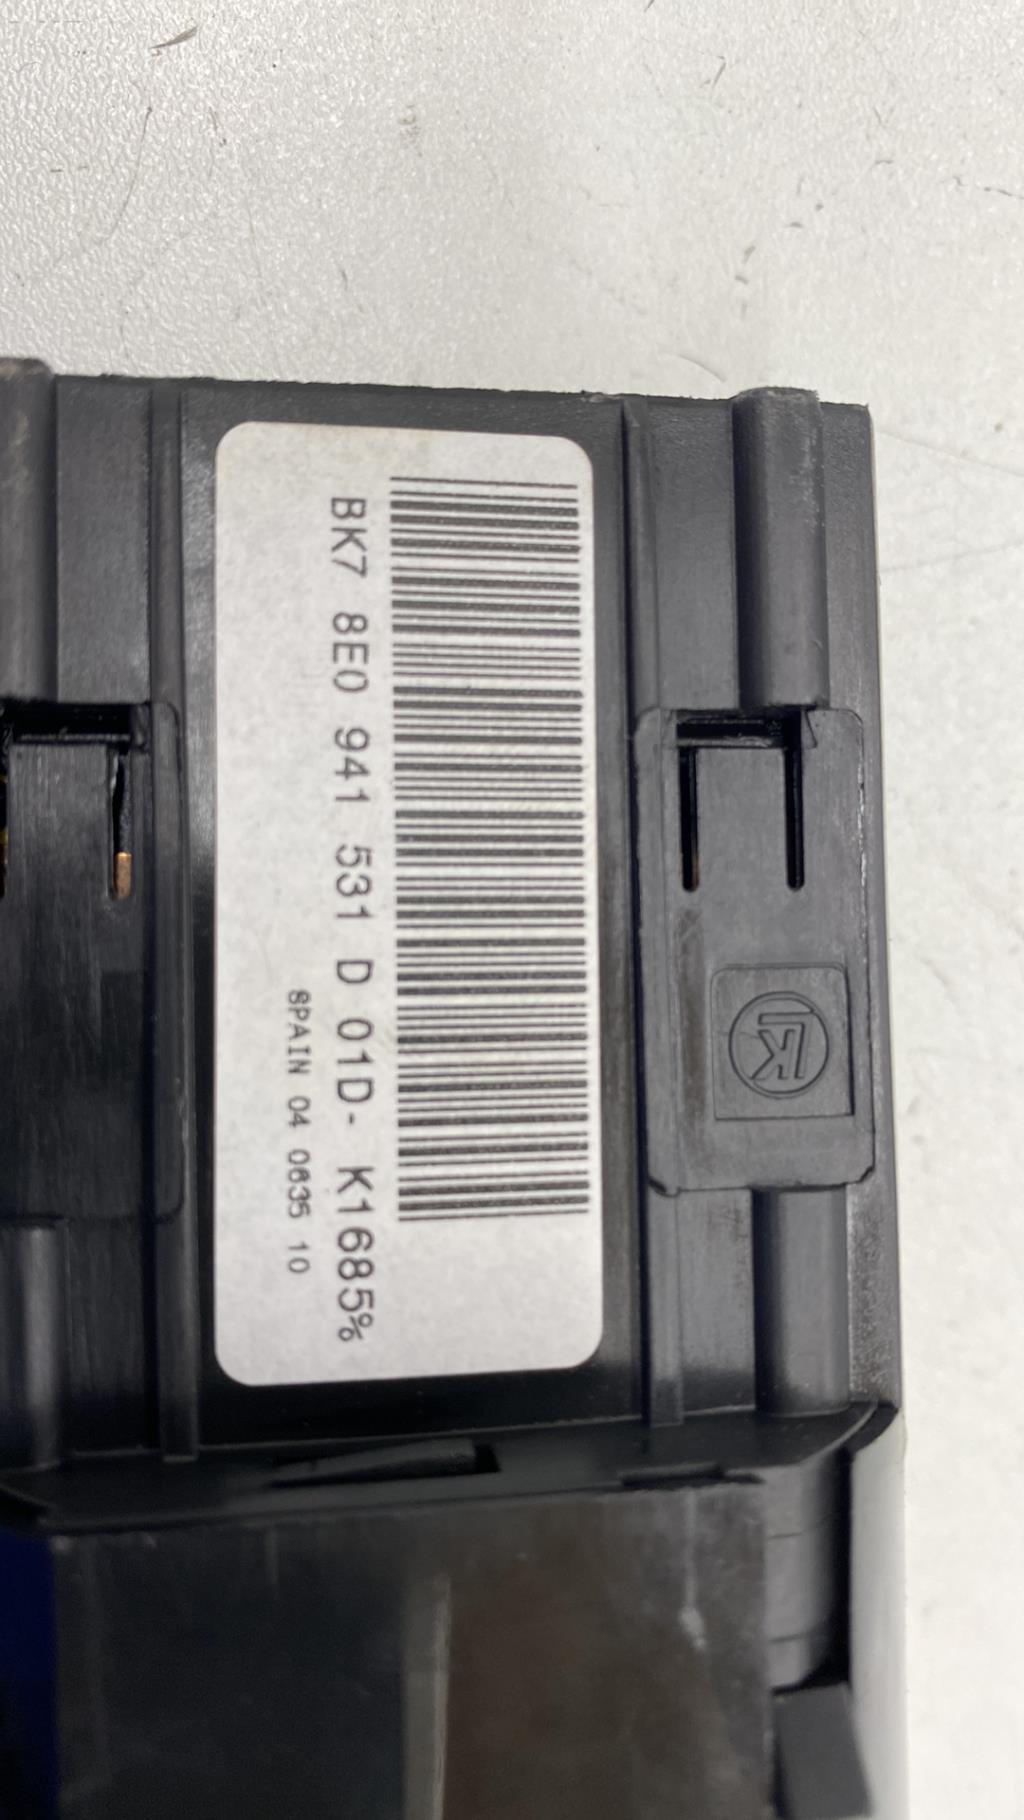 BK7 8E0 941 531 D 01D- K1685%
SPAIN 04 0635 10
K